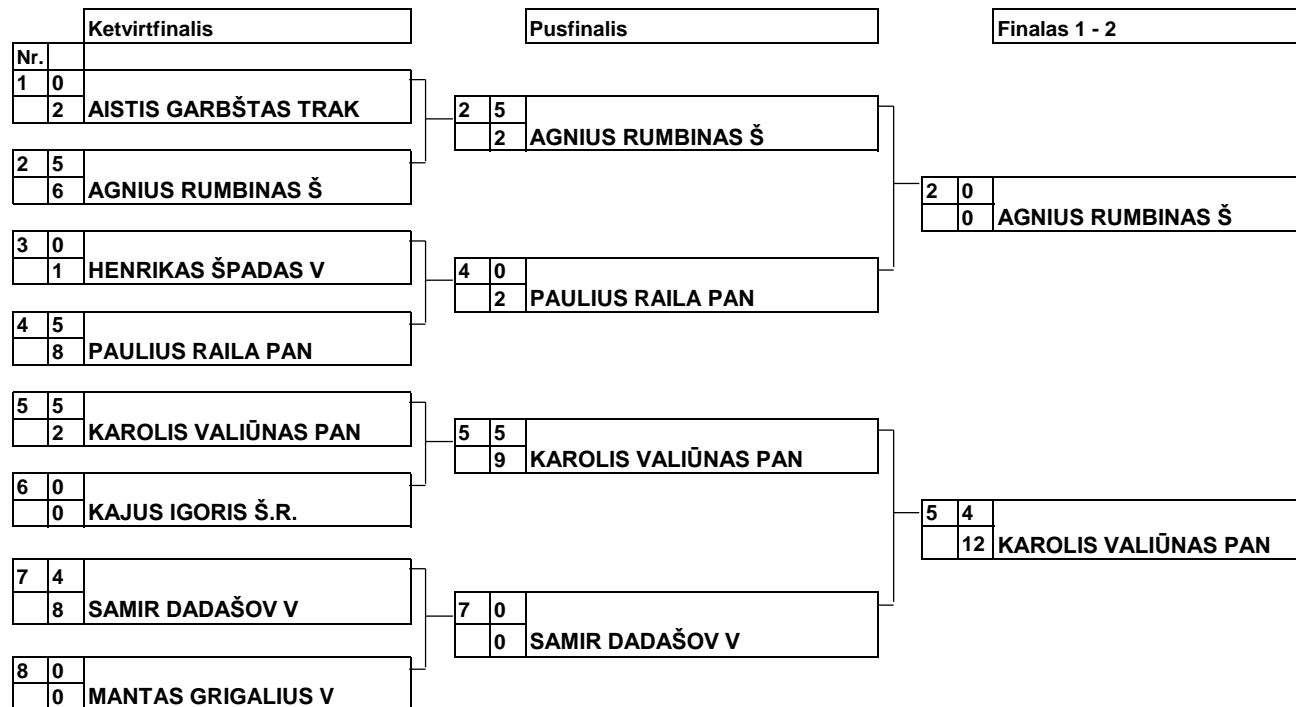 Ketvirtfinalis Pusfinalis Finalas 1 - 2
Nr.
1 0
2 AISTIS GARBŠTAS TRAK
2 5
2 AGNIUS RUMBINAS Š
2 5
6 AGNIUS RUMBINAS Š
2 0
0 AGNIUS RUMBINAS Š
3 0
1 HENRIKAS ŠPADAS V
4 0
2 PAULIUS RAILA PAN
4 5
8 PAULIUS RAILA PAN
5 5
2 KAROLIS VALIŪNAS PAN
5 5
9 KAROLIS VALIŪNAS PAN
6 0
0 KAJUS IGORIS Š.R.
5 4
12 KAROLIS VALIŪNAS PAN
7 4
8 SAMIR DADAŠOV V
7 0
0 SAMIR DADAŠOV V
8 0
0 MANTAS GRIGALIUS V